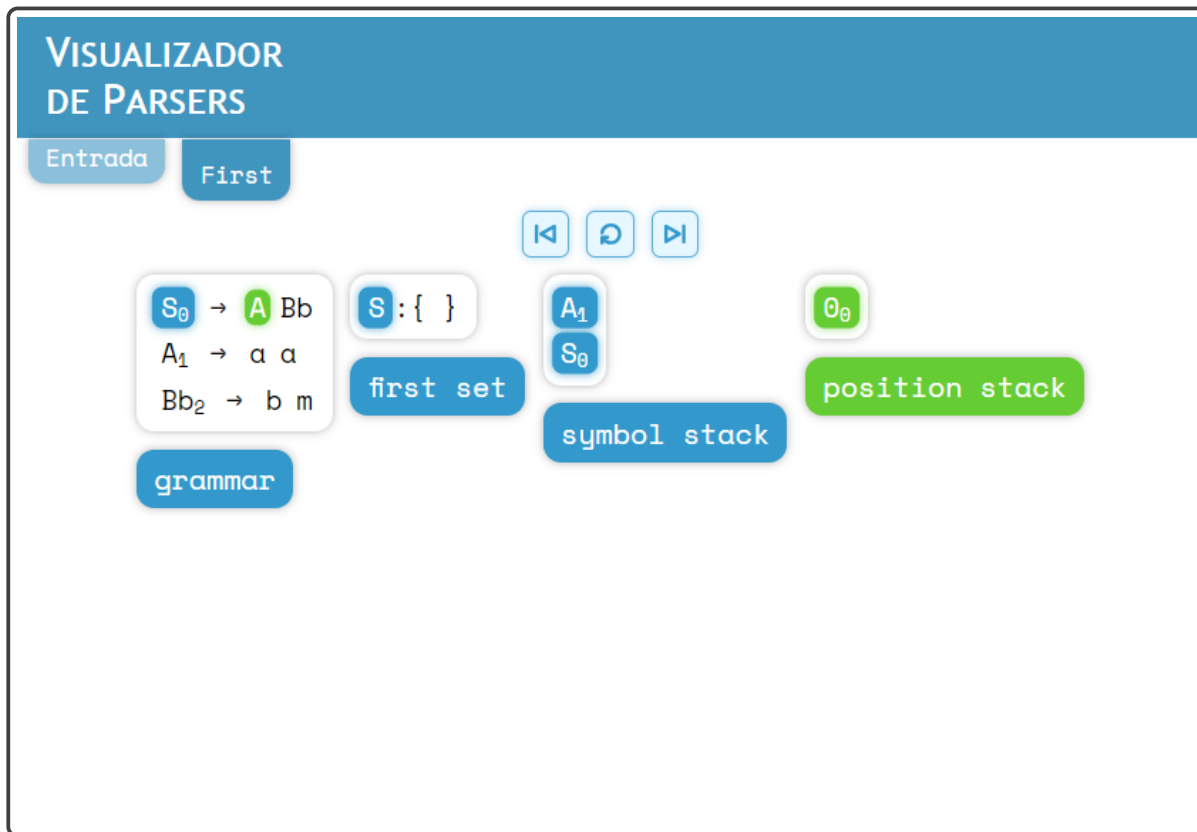 VISUALIZADOR
DE PARSERS
Entrada
First
S₀ → A Bb
A₁ → a a
Bb₂ → b m
grammar
S:{ }
first set
A₁
S₀
symbol stack
0₀
position stack